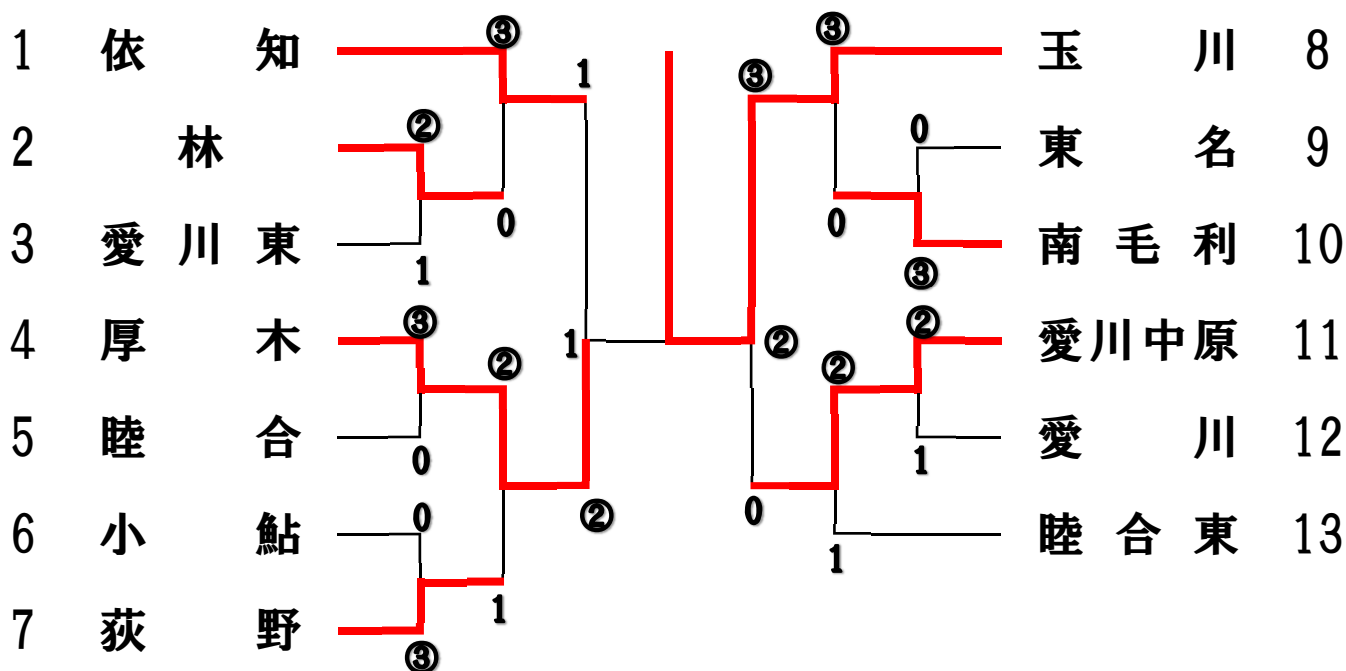 ③ ③
1 依知 玉川 8
1 ③
② 0
2 林 東名 9
0 0
3 愛川東 南毛利 10
1 ③
③ ②
4 厚木 愛川中原 11
1 ②
② ②
5 睦合 愛川 12
0 1
0 ② 0
6 小鮎 睦合東 13
1 1
7 荻野
③